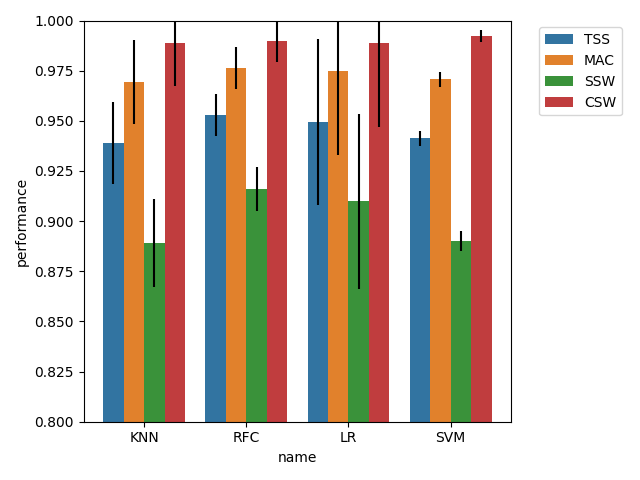 1.000
0.975
0.950
0.925
0.900
0.875
0.850
0.825
0.800
performance
KNN RFC LR SVM
name
TSS
MAC
SSW
CSW